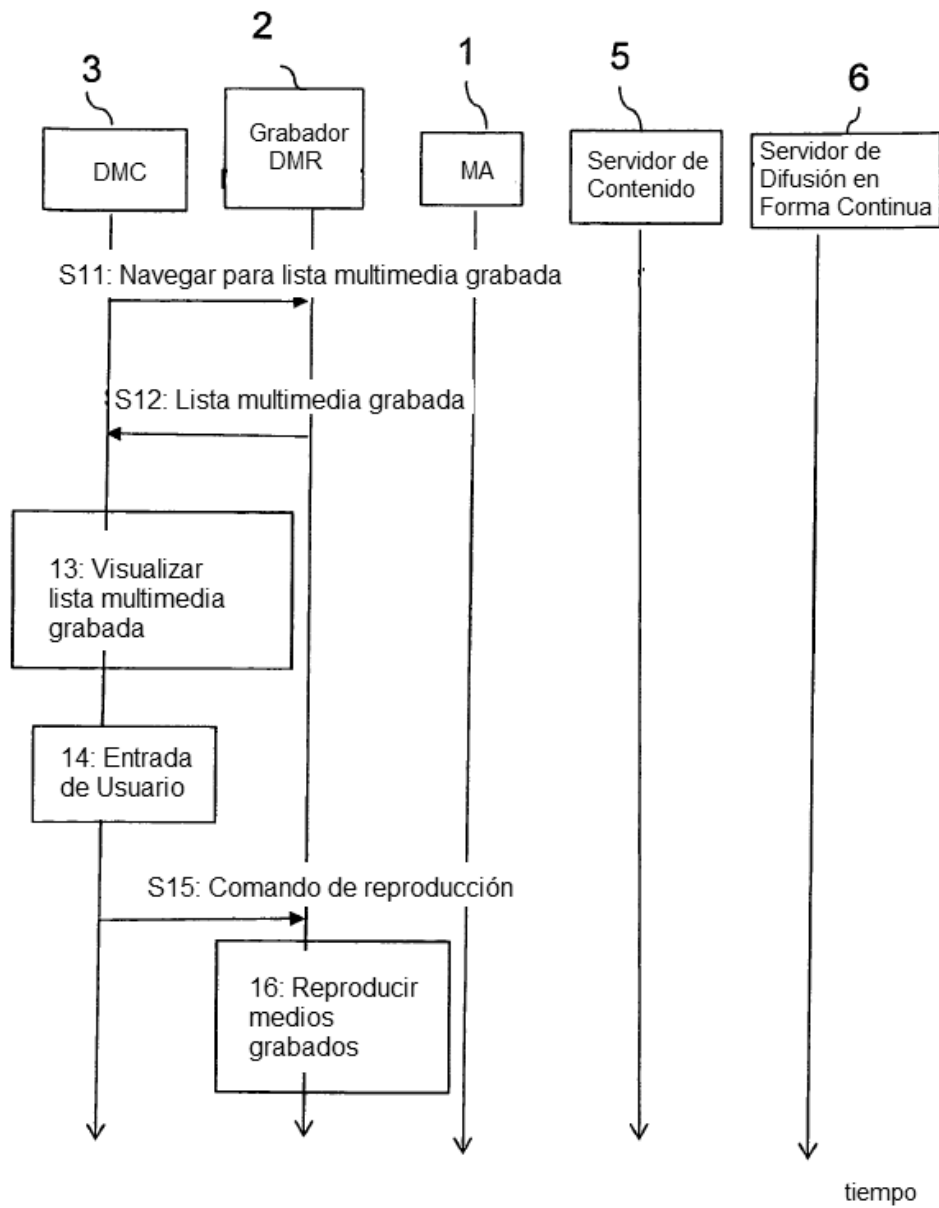 2
1
3
5
6
Grabador
DMR
DMC
MA
Servidor de
Contenido
Servidor de
Difusión en
Forma Continua
S11: Navegar para lista multimedia grabada
S12: Lista multimedia grabada
13: Visualizar
lista multimedia
grabada
14: Entrada
de Usuario
S15: Comando de reproducción
16: Reproducir
medios
grabados
tiempo